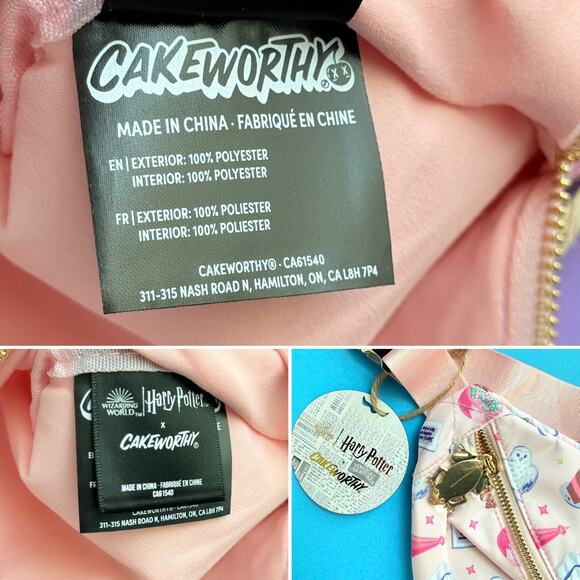 CAKEWORTHY
MADE IN CHINA · FABRIQUÉ EN CHINE
EN | EXTERIOR: 100% POLYESTER
INTERIOR: 100% POLYESTER
FR | EXTERIOR: 100% POLIESTER
INTERIOR: 100% POLIESTER
CAKEWORTHY® · CA61540
311-315 NASH ROAD N, HAMILTON, ON, CA L8H 7P4
WIZARDING
WORLD
Harry Potter
x
CAKEWORTHY®
MADE IN CHINA · FABRIQUÉ EN CHINE
CA61540
CAKEWORTHY® · CA61540
311-315 NASH ROAD N, HAMILTON, ON, CA L8H 7P4
Harry Potter
CAKEWORTHY